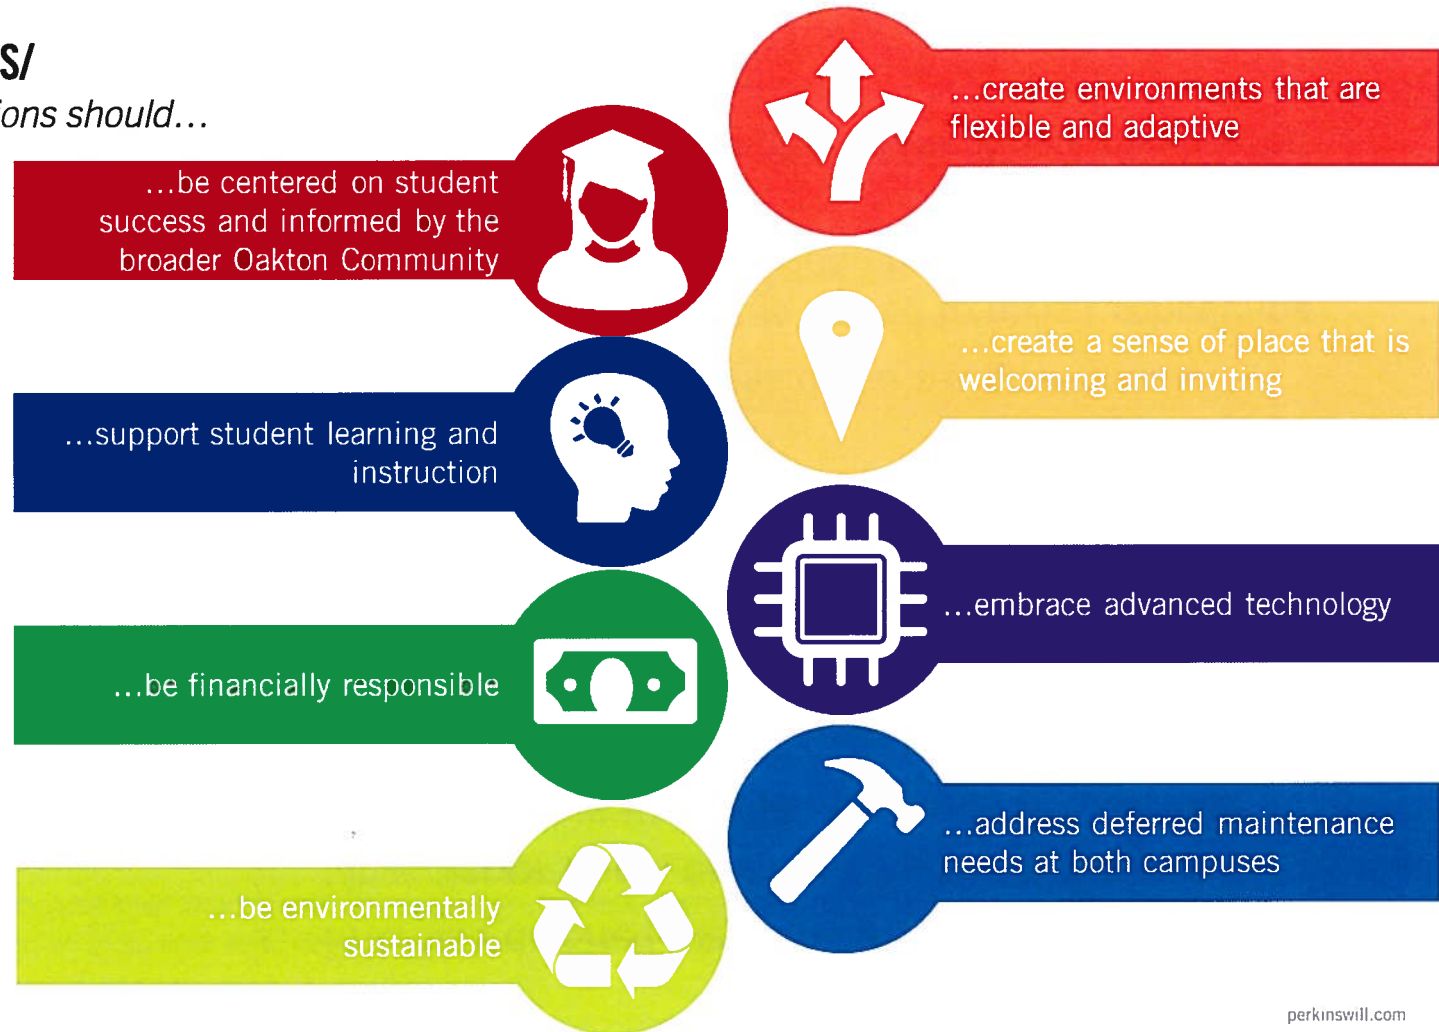 S/
ions should...
...be centered on student
success and informed by the
broader Oakton Community
...support student learning and
instruction
...be financially responsible
...be environmentally
sustainable
...create environments that are
flexible and adaptive
...create a sense of place that is
welcoming and inviting
...embrace advanced technology
...address deferred maintenance
needs at both campuses
perkinswill.com